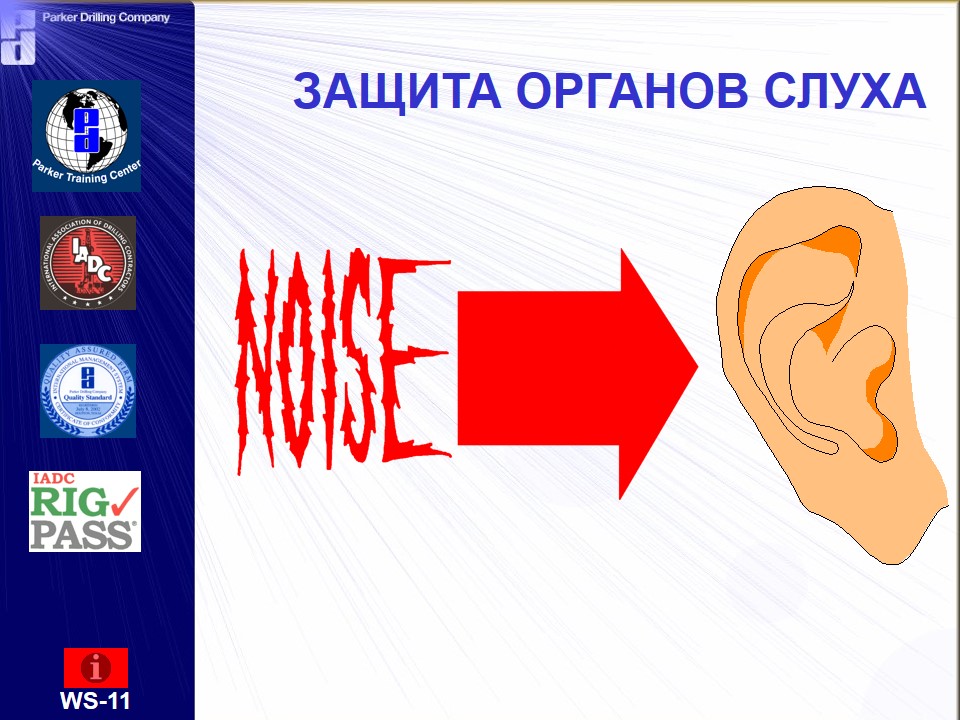 Parker Drilling Company
ЗАЩИТА ОРГАНОВ СЛУХА
Parker Training Center
INTERNATIONAL ASSOCIATION OF DRILLING CONTRACTORS
IADC
NOISE
QUALITY ASSURED FIRM
INTERNATIONAL MANAGEMENT SYSTEM
Parker Drilling Company
Quality Standard
CERTIFICATE OF CONFORMITY
IADC
RIG
PASS®
i
WS-11